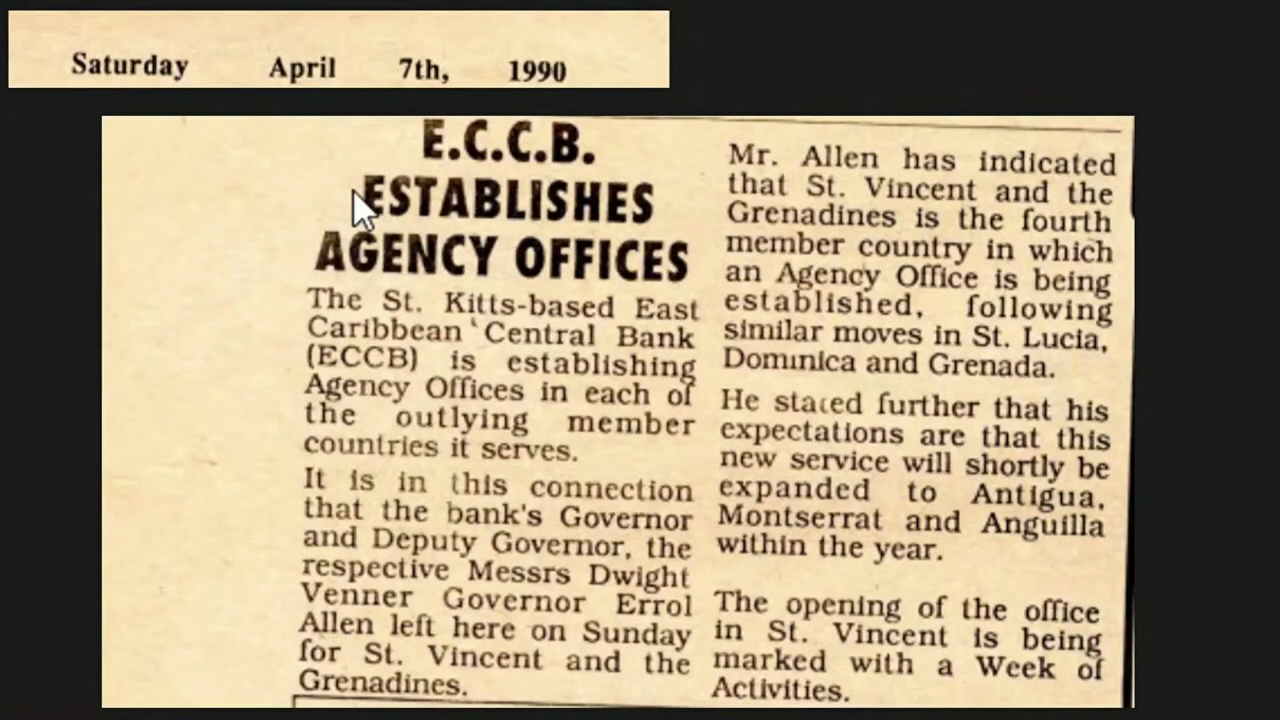 Saturday April 7th, 1990
E.C.C.B.
ESTABLISHES
AGENCY OFFICES
The St. Kitts-based East
Caribbean Central Bank
(ECCB) is establishing
Agency Offices in each of
the outlying member
countries it serves.
It is in this connection
that the bank's Governor
and Deputy Governor, the
respective Messrs Dwight
Venner Governor Errol
Allen left here on Sunday
for St. Vincent and the
Grenadines.
Mr. Allen has indicated
that St. Vincent and the
Grenadines is the fourth
member country in which
an Agency Office is being
established, following
similar moves in St. Lucia,
Dominica and Grenada.
He stated further that his
expectations are that this
new service will shortly be
expanded to Antigua,
Montserrat and Anguilla
within the year.
The opening of the office
in St. Vincent is being
marked with a Week of
Activities.